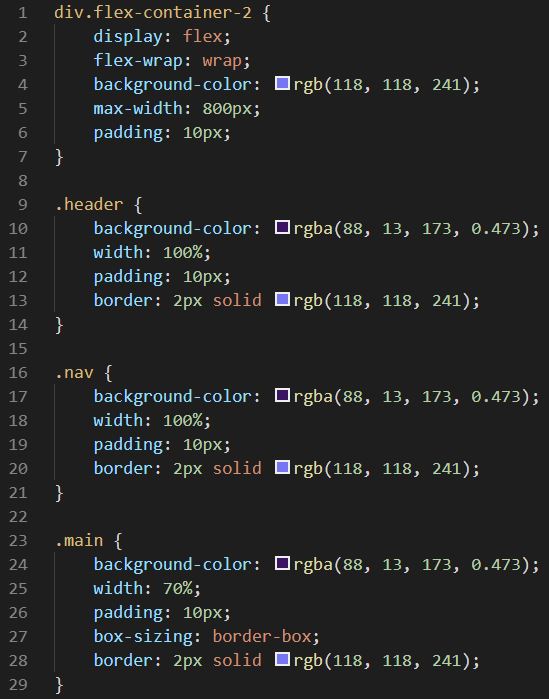 1 div.flex-container-2 {
2     display: flex;
3     flex-wrap: wrap;
4     background-color: rgb(118, 118, 241);
5     max-width: 800px;
6     padding: 10px;
7 }
8
9 .header {
10     background-color: rgba(88, 13, 173, 0.473);
11     width: 100%;
12     padding: 10px;
13     border: 2px solid rgb(118, 118, 241);
14 }
15
16 .nav {
17     background-color: rgba(88, 13, 173, 0.473);
18     width: 100%;
19     padding: 10px;
20     border: 2px solid rgb(118, 118, 241);
21 }
22
23 .main {
24     background-color: rgba(88, 13, 173, 0.473);
25     width: 70%;
26     padding: 10px;
27     box-sizing: border-box;
28     border: 2px solid rgb(118, 118, 241);
29 }